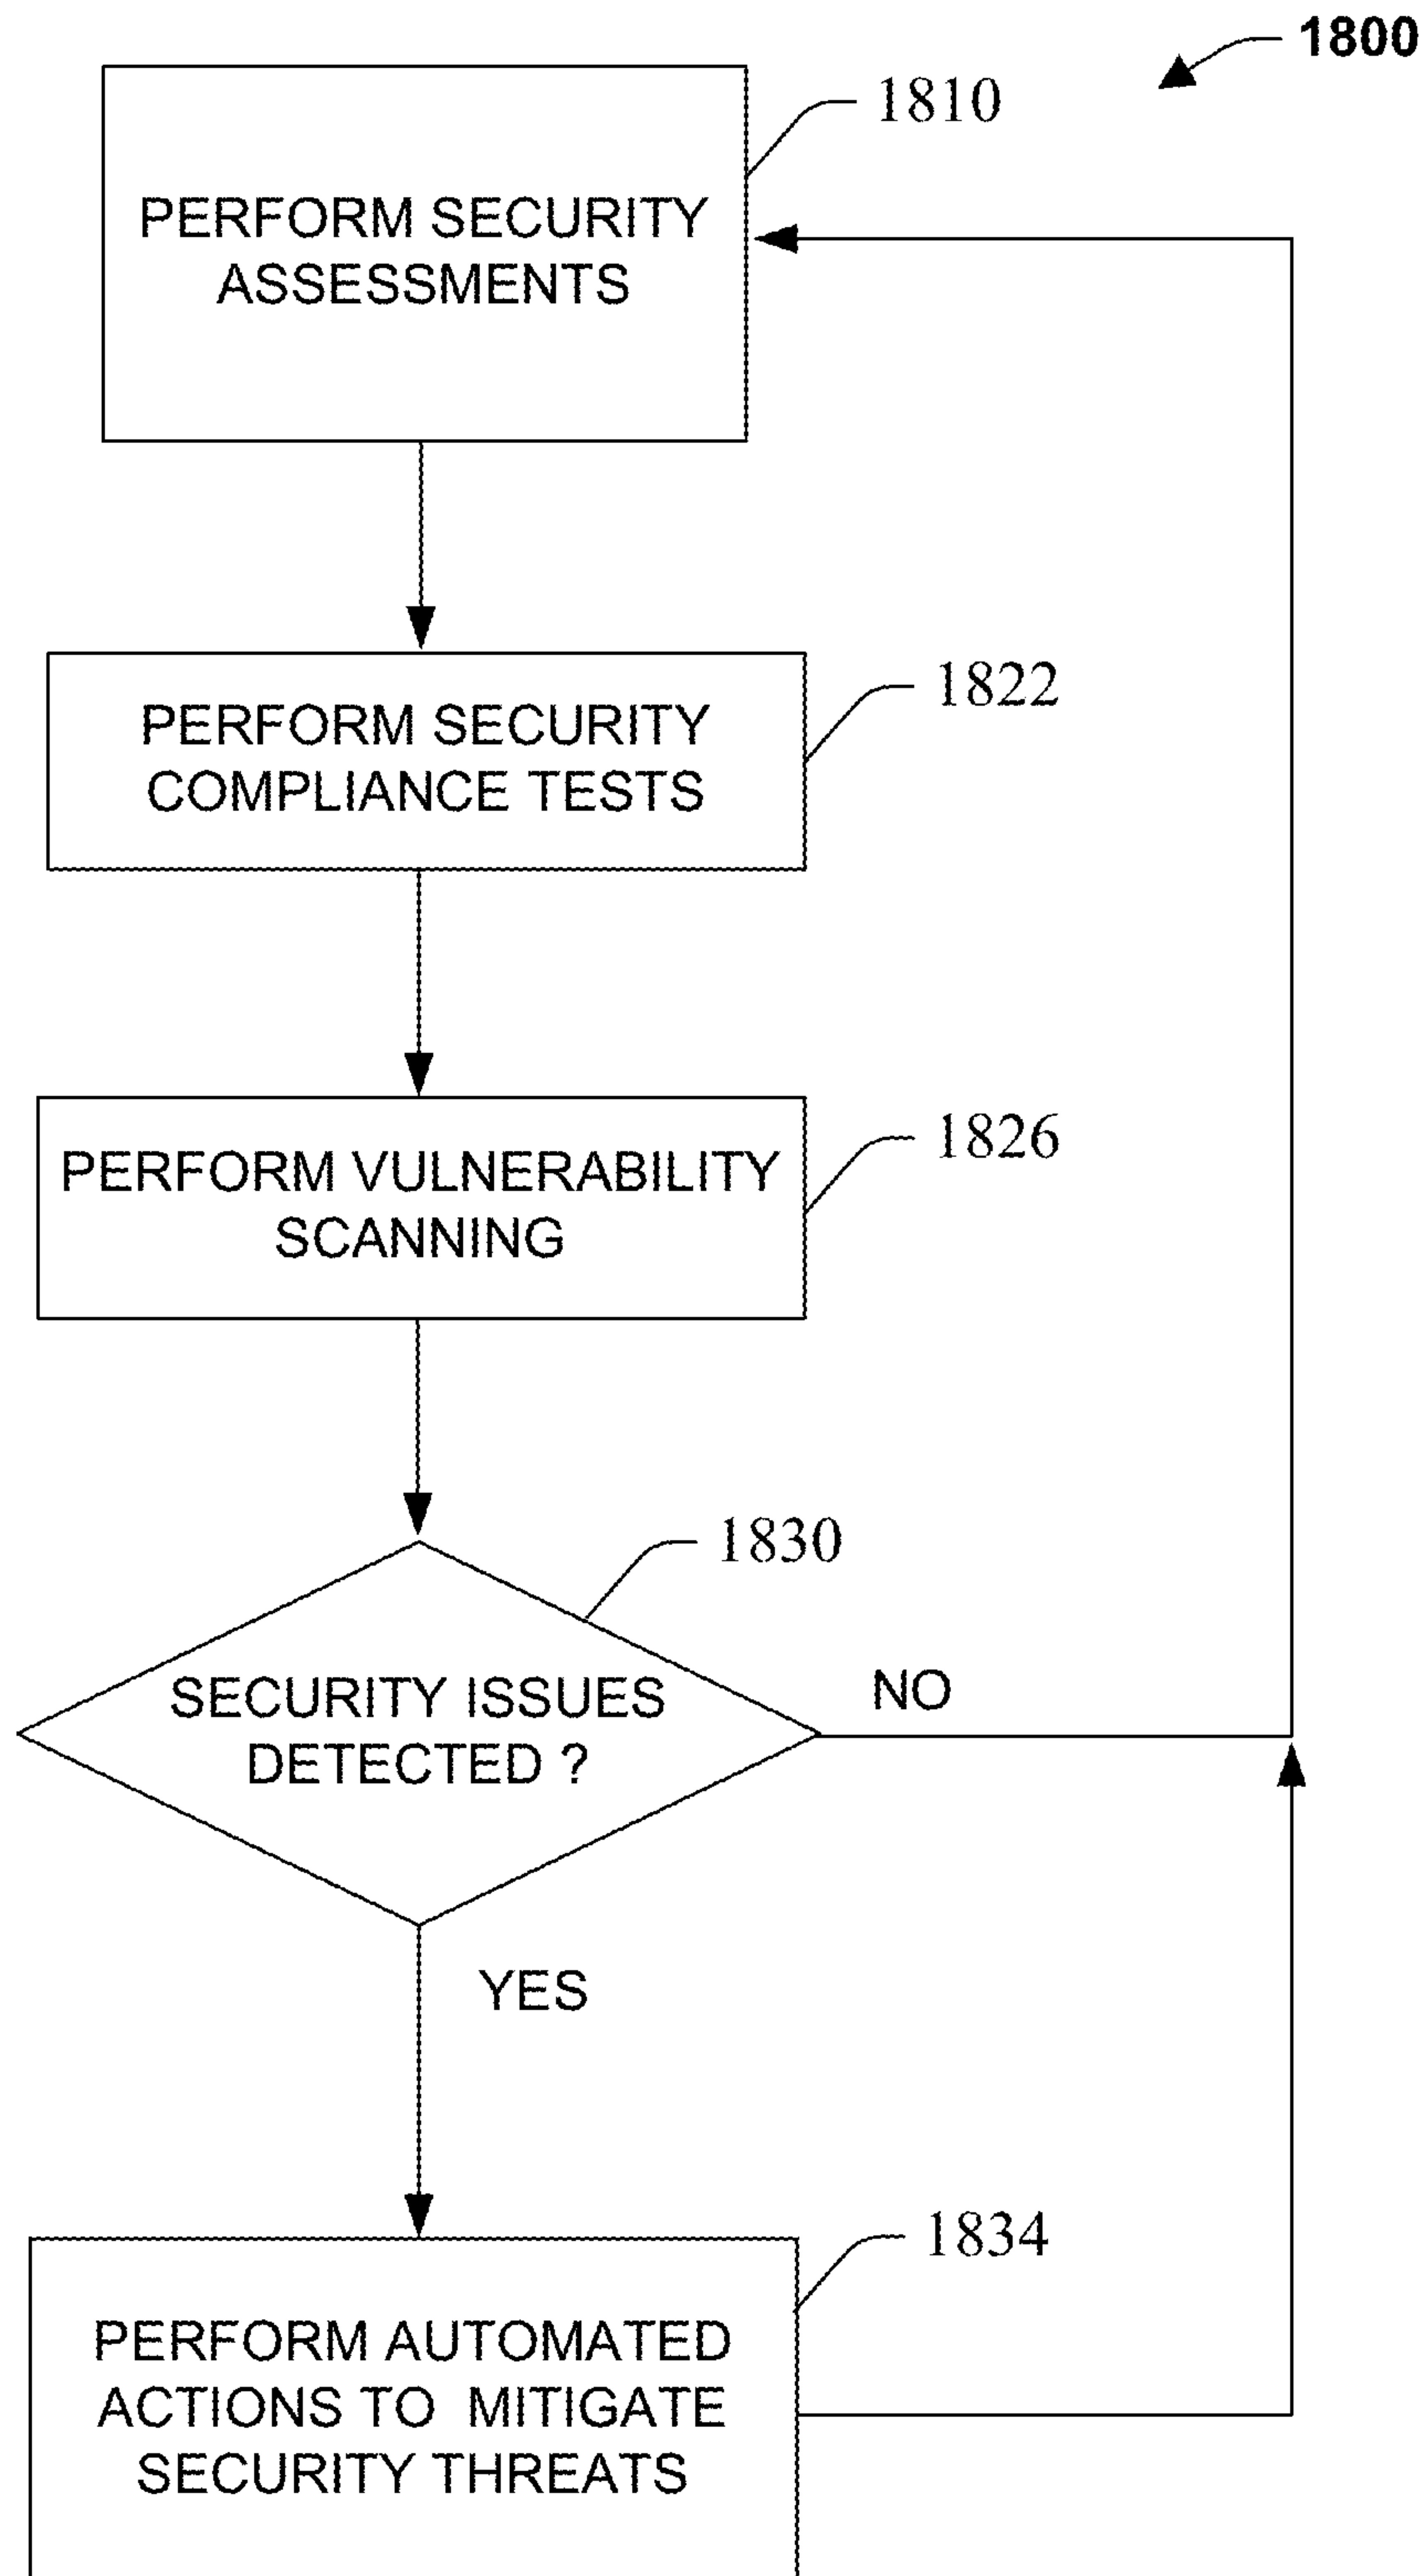 1800
1810
PERFORM SECURITY
ASSESSMENTS
1822
PERFORM SECURITY
COMPLIANCE TESTS
1826
PERFORM VULNERABILITY
SCANNING
1830
SECURITY ISSUES
DETECTED ?
NO
YES
1834
PERFORM AUTOMATED
ACTIONS TO MITIGATE
SECURITY THREATS